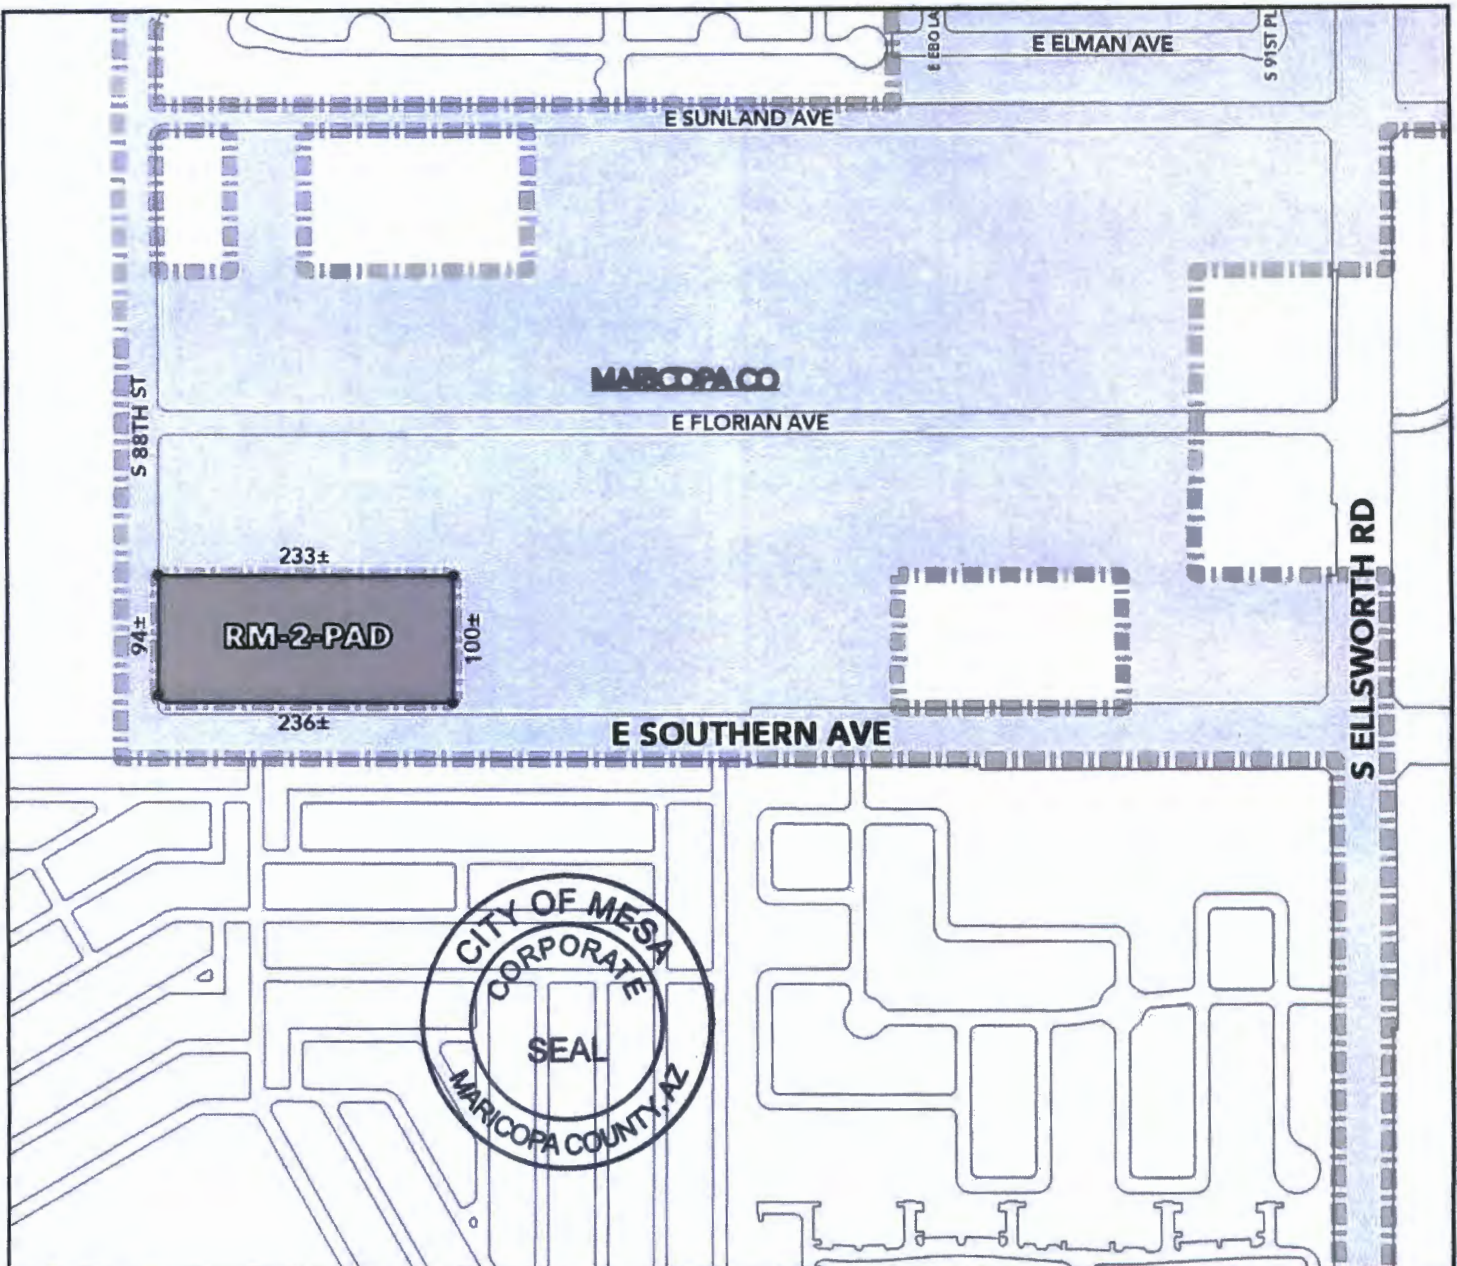 E EBO LA
E ELMAN AVE
S 91ST PL
E SUNLAND AVE
MARICOPA CO
E FLORIAN AVE
S 88TH ST
233±
94±
RM-2-PAD
100±
236±
E SOUTHERN AVE
S ELLSWORTH RD
CITY OF MESA
CORPORATE
SEAL
MARICOPA COUNTY, AZ